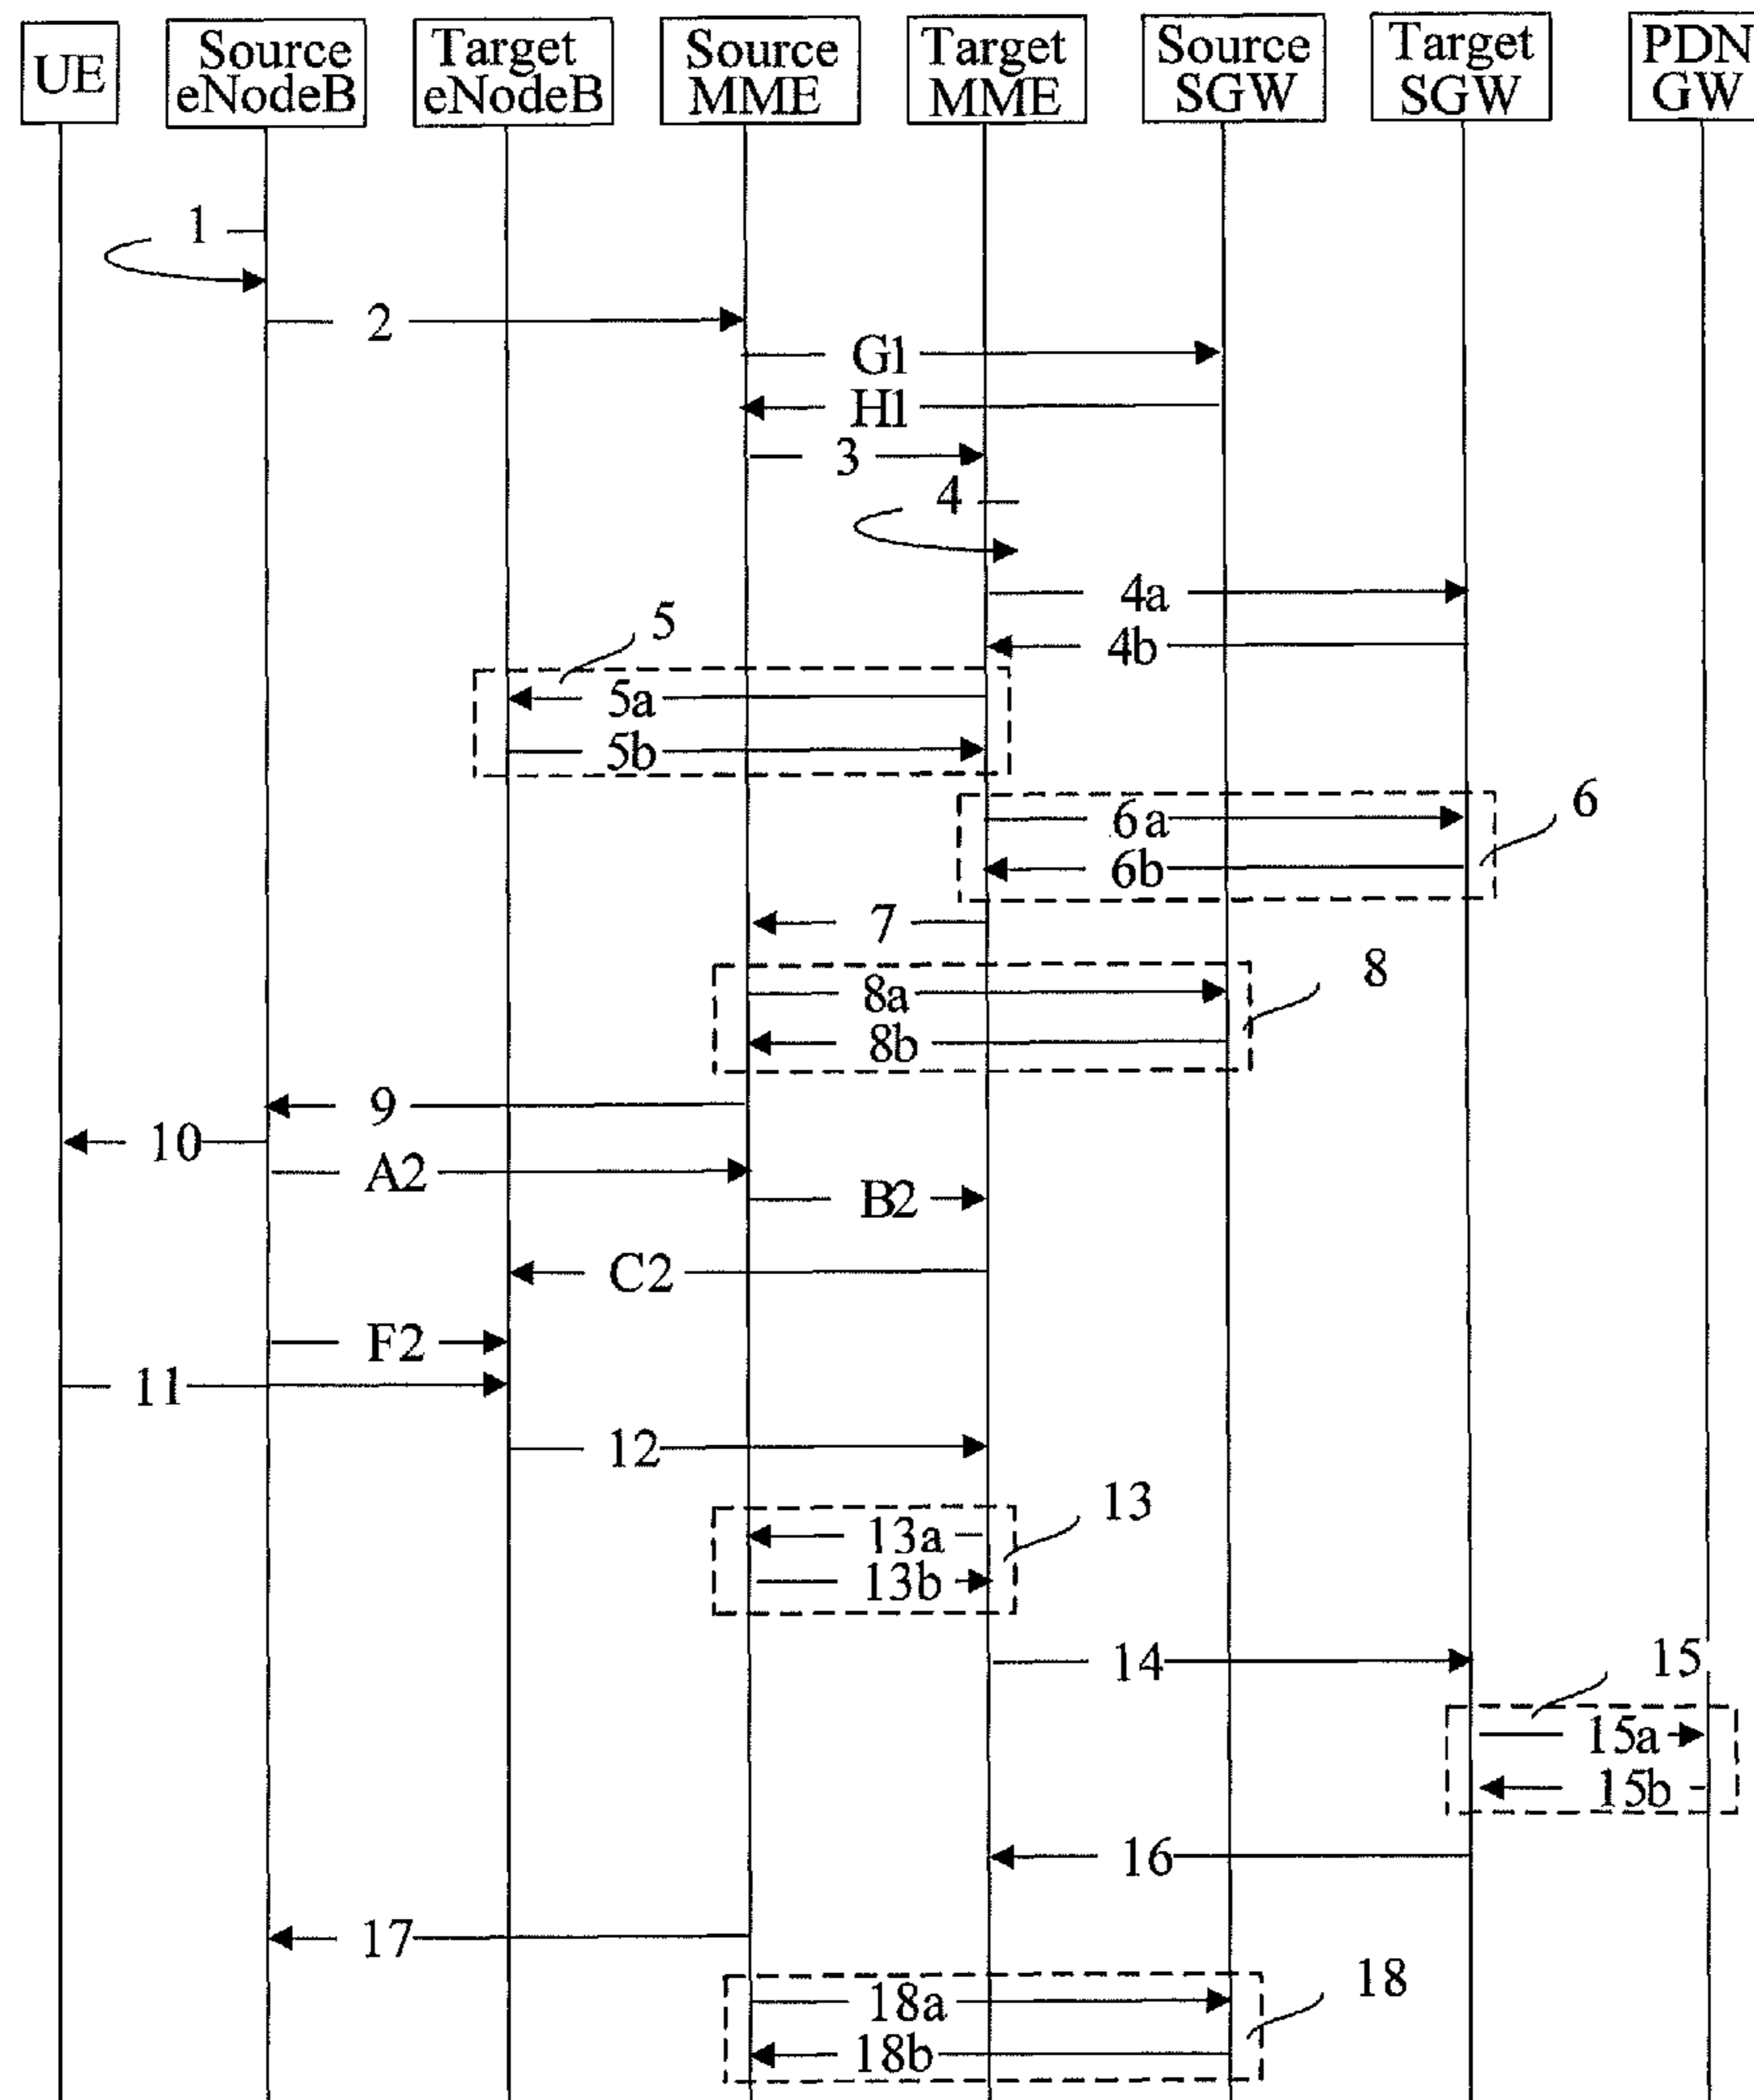 UE
Source
eNodeB
Target
eNodeB
Source
MME
Target
MME
Source
SGW
Target
SGW
PDN
GW
1
2
G1
H1
3
4
4a
4b
5
5a
5b
6
6a
6b
7
8
8a
8b
9
10
A2
B2
C2
F2
11
12
13
13a
13b
14
15
15a
15b
16
17
18
18a
18b